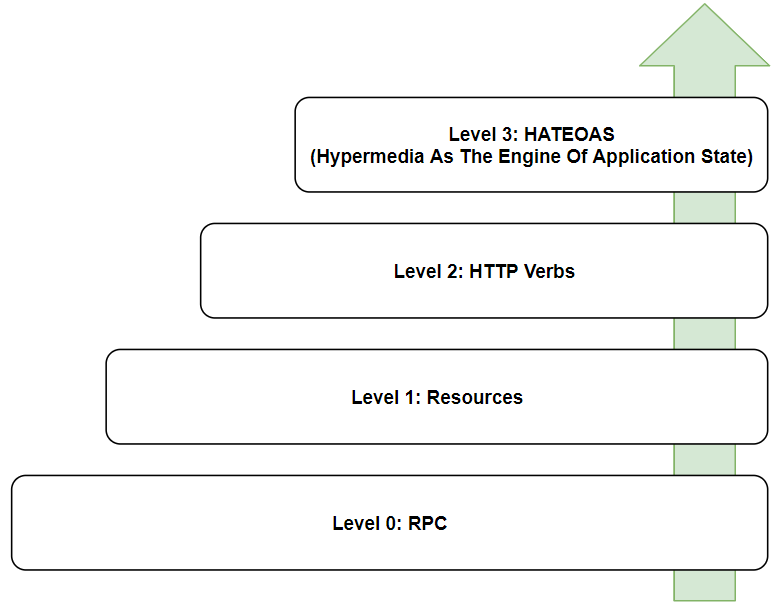 Level 3: HATEOAS
(Hypermedia As The Engine Of Application State)
Level 2: HTTP Verbs
Level 1: Resources
Level 0: RPC